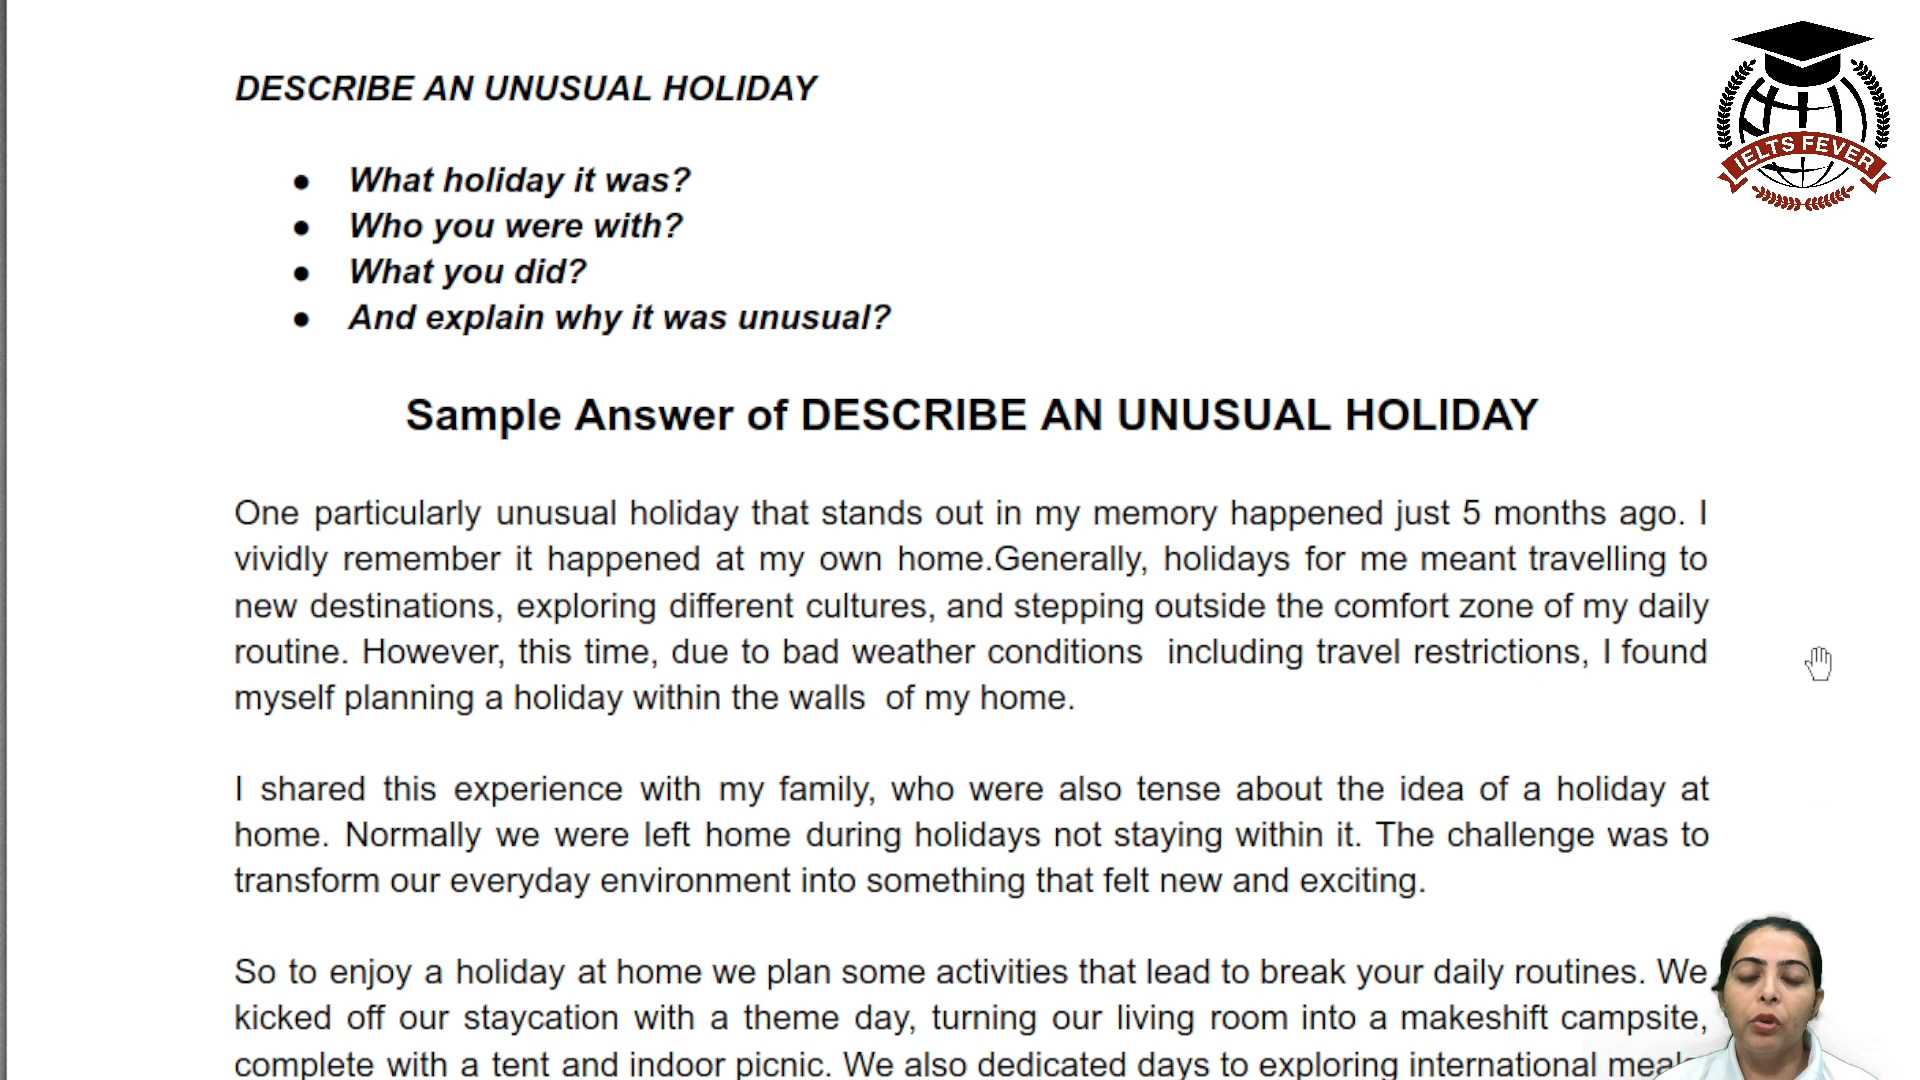 DESCRIBE AN UNUSUAL HOLIDAY
IELTS FEVER
● What holiday it was?
● Who you were with?
● What you did?
● And explain why it was unusual?
Sample Answer of DESCRIBE AN UNUSUAL HOLIDAY
One particularly unusual holiday that stands out in my memory happened just 5 months ago. I
vividly remember it happened at my own home.Generally, holidays for me meant travelling to
new destinations, exploring different cultures, and stepping outside the comfort zone of my daily
routine. However, this time, due to bad weather conditions  including travel restrictions, I found
myself planning a holiday within the walls  of my home.
I shared this experience with my family, who were also tense about the idea of a holiday at
home. Normally we were left home during holidays not staying within it. The challenge was to
transform our everyday environment into something that felt new and exciting.
So to enjoy a holiday at home we plan some activities that lead to break your daily routines. We
kicked off our staycation with a theme day, turning our living room into a makeshift campsite,
complete with a tent and indoor picnic. We also dedicated days to exploring international